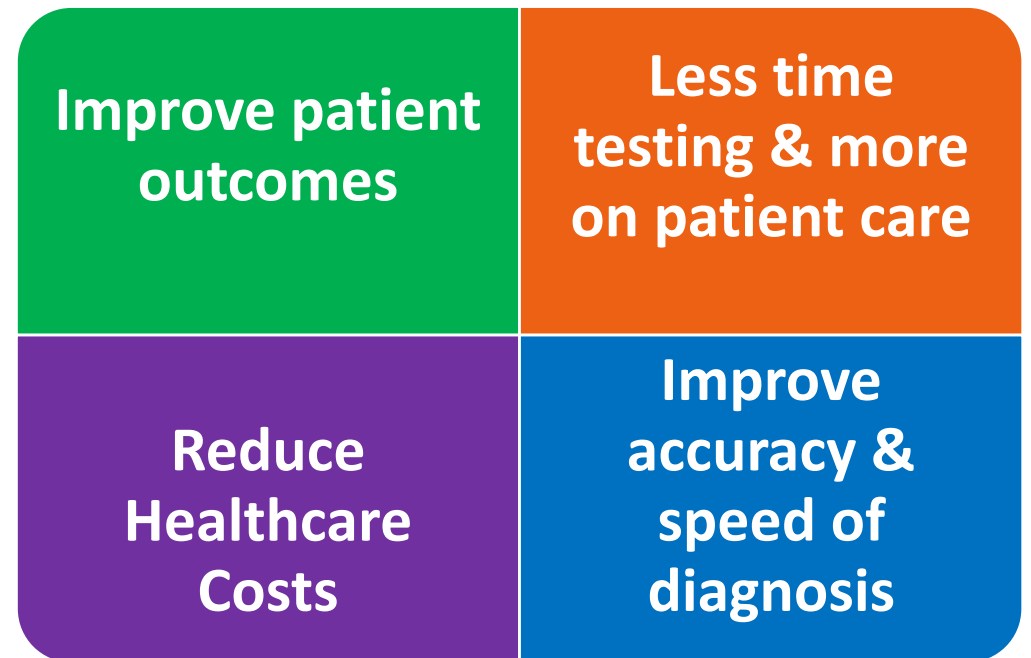 Improve patient
outcomes
Less time
testing & more
on patient care
Reduce
Healthcare
Costs
Improve
accuracy &
speed of
diagnosis